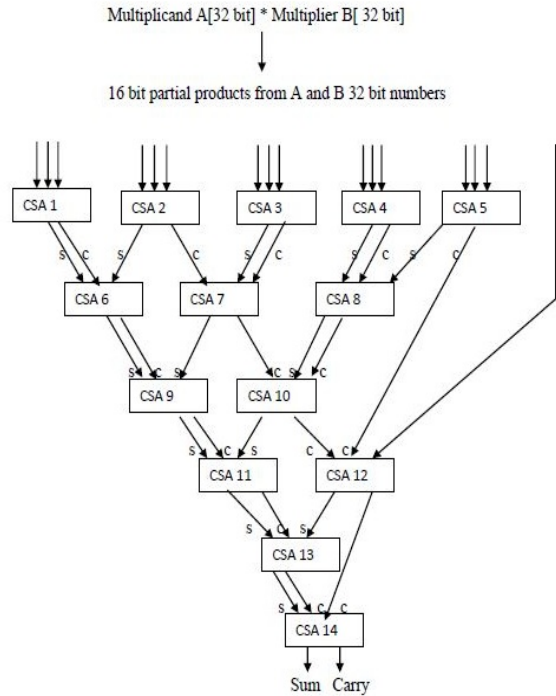 Multiplicand A[32 bit] * Multiplier B[ 32 bit]
16 bit partial products from A and B 32 bit numbers
CSA 1 CSA 2 CSA 3 CSA 4 CSA 5
S C S C S C S C S C
CSA 6 CSA 7 CSA 8
S C S C S C
CSA 9 CSA 10
S C S C C
CSA 11 CSA 12
S C S
CSA 13
S C C
CSA 14
Sum Carry